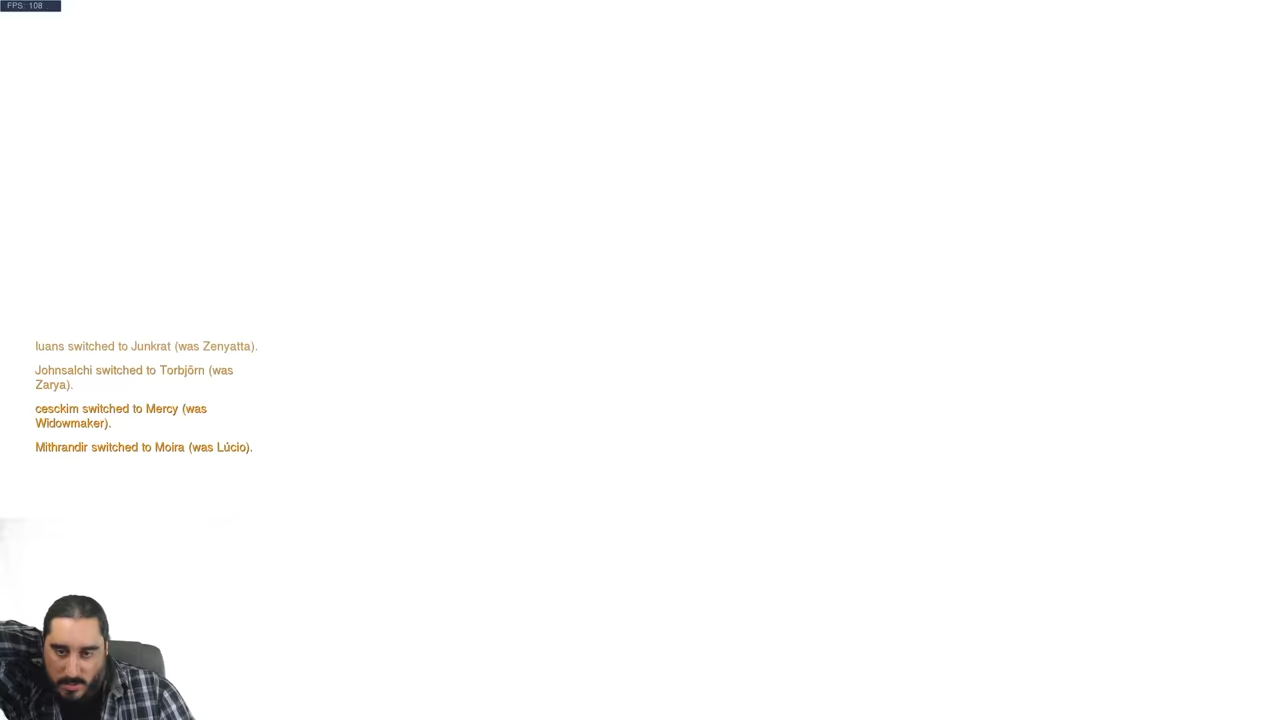 FPS: 108
luans switched to Junkrat (was Zenyatta).
Johnsalchi switched to Torbjörn (was
Zarya).
cesckim switched to Mercy (was
Widowmaker).
Mithrandir switched to Moira (was Lúcio).